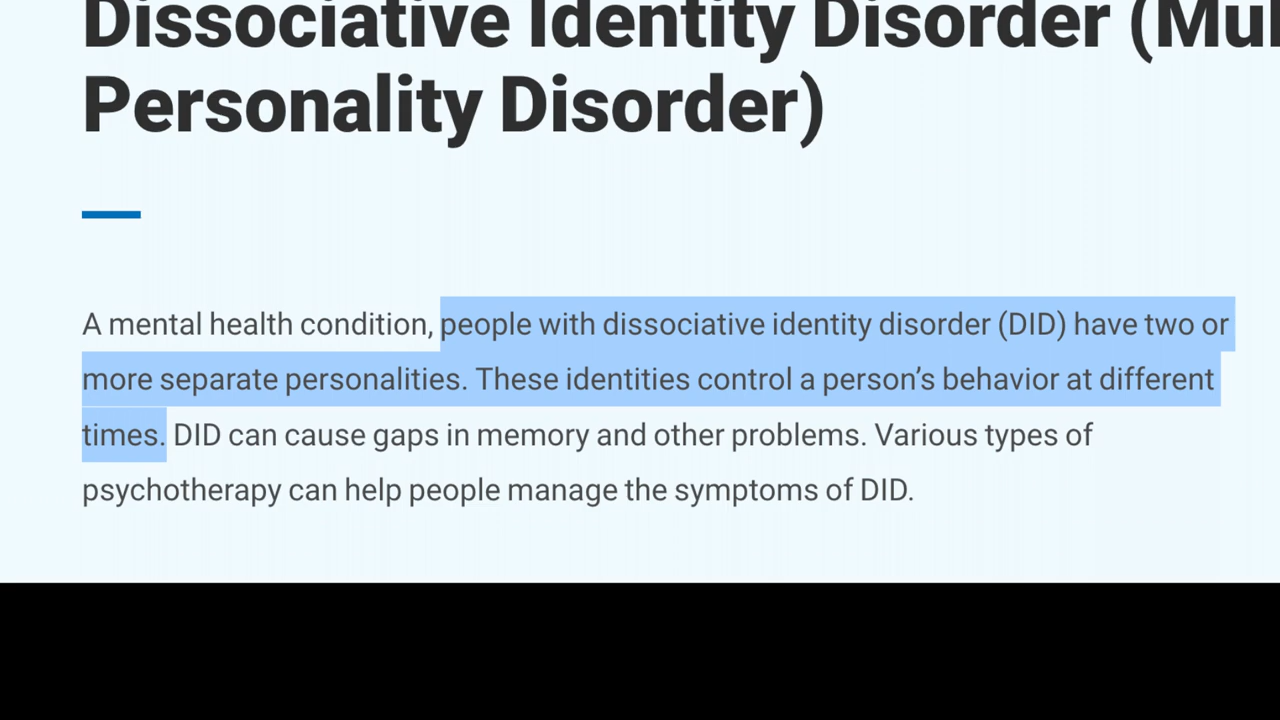 Dissociative Identity Disorder (Mul
Personality Disorder)
A mental health condition, people with dissociative identity disorder (DID) have two or
more separate personalities. These identities control a person’s behavior at different
times. DID can cause gaps in memory and other problems. Various types of
psychotherapy can help people manage the symptoms of DID.